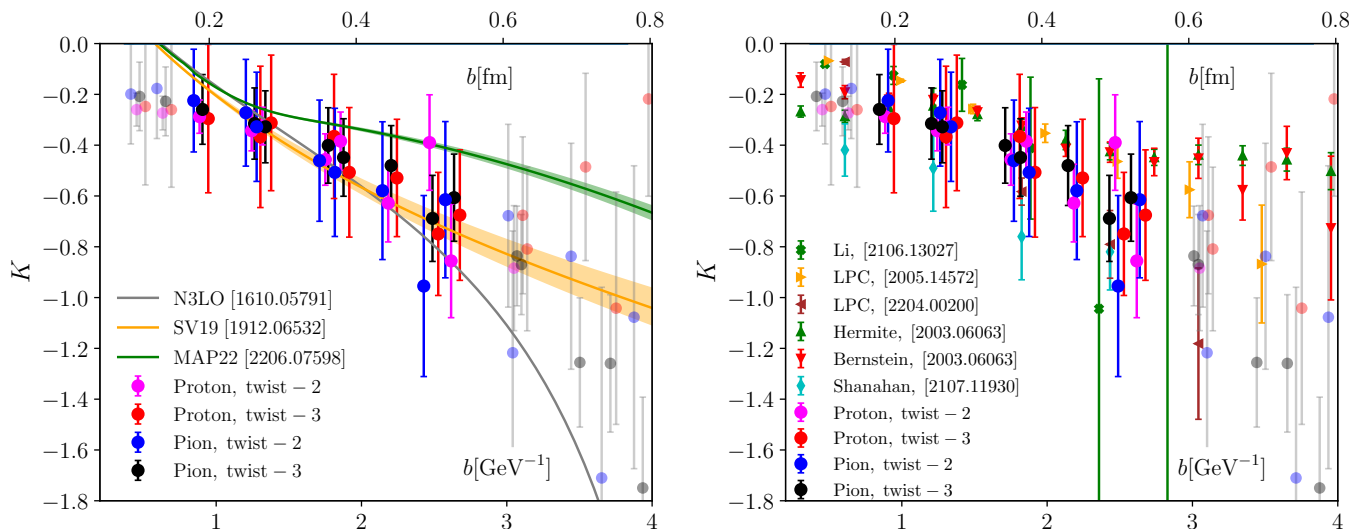 0.2 0.4 0.6 0.8
b[fm]
K
0.0
−0.2
−0.4
−0.6
−0.8
−1.0
−1.2
−1.4
−1.6
−1.8
N3LO [1610.05791]
SV19 [1912.06532]
MAP22 [2206.07598]
Proton, twist − 2
Proton, twist − 3
Pion, twist − 2
Pion, twist − 3
b[GeV⁻¹]
1 2 3 4
0.2 0.4 0.6 0.8
b[fm]
K
0.0
−0.2
−0.4
−0.6
−0.8
−1.0
−1.2
−1.4
−1.6
−1.8
Li, [2106.13027]
LPC, [2005.14572]
LPC, [2204.00200]
Hermite, [2003.06063]
Bernstein, [2003.06063]
Shanahan, [2107.11930]
Proton, twist − 2
Proton, twist − 3
Pion, twist − 2
Pion, twist − 3
b[GeV⁻¹]
1 2 3 4